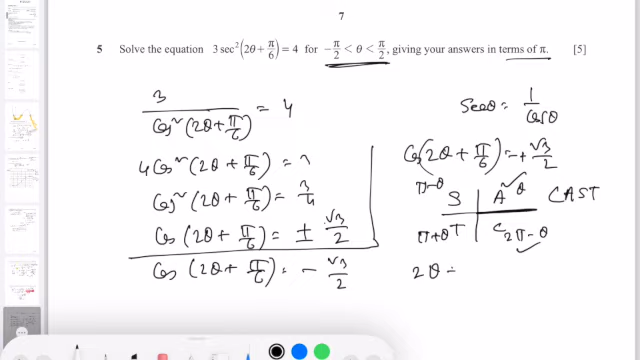 7
5 Solve the equation 3 sec²(2θ + π/6) = 4 for −π/2 < θ < π/2, giving your answers in terms of π. [5]
3/Cos²(2θ + π/6) = 4
4Cos²(2θ + π/6) = 3
Cos²(2θ + π/6) = 3/4
Cos(2θ + π/6) = ± √3/2
Cos(2θ + π/6) = − √3/2
Secθ = 1/Cosθ
Cos(2θ + π/6) = + √3/2
π−θ S A θ CAST
π+θ T C 2π−θ
2θ =